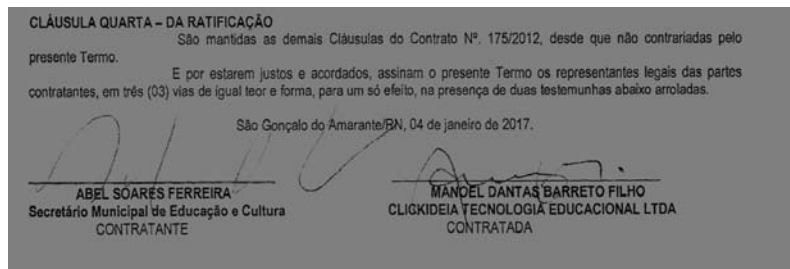 CLÁUSULA QUARTA – DA RATIFICAÇÃO
São mantidas as demais Cláusulas do Contrato Nº. 175/2012, desde que não contrariadas pelo
presente Termo.
E por estarem justos e acordados, assinam o presente Termo os representantes legais das partes
contratantes, em três (03) vias de igual teor e forma, para um só efeito, na presença de duas testemunhas abaixo arroladas.
São Gonçalo do Amarante/RN, 04 de janeiro de 2017.
ABEL SOARES FERREIRA
Secretário Municipal de Educação e Cultura
CONTRATANTE
MANOEL DANTAS BARRETO FILHO
CLICKIDEIA TECNOLOGIA EDUCACIONAL LTDA
CONTRATADA